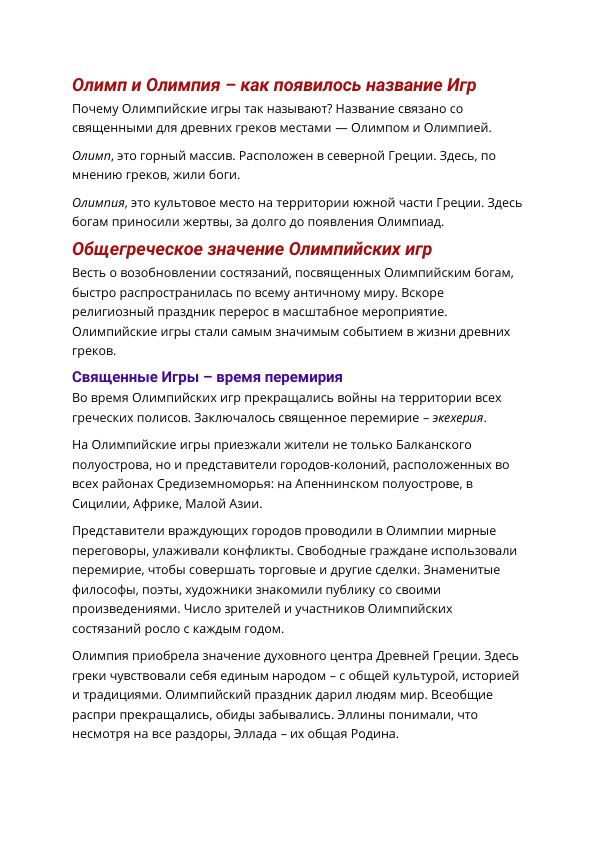 Олимп и Олимпия – как появилось название Игр
Почему Олимпийские игры так называют? Название связано со
священными для древних греков местами — Олимпом и Олимпией.
Олимп, это горный массив. Расположен в северной Греции. Здесь, по
мнению греков, жили боги.
Олимпия, это культовое место на территории южной части Греции. Здесь
богам приносили жертвы, за долго до появления Олимпиад.
Общегреческое значение Олимпийских игр
Весть о возобновлении состязаний, посвященных Олимпийским богам,
быстро распространилась по всему античному миру. Вскоре
религиозный праздник перерос в масштабное мероприятие.
Олимпийские игры стали самым значимым событием в жизни древних
греков.
Священные Игры – время перемирия
Во время Олимпийских игр прекращались войны на территории всех
греческих полисов. Заключалось священное перемирие – экехерия.
На Олимпийские игры приезжали жители не только Балканского
полуострова, но и представители городов-колоний, расположенных во
всех районах Средиземноморья: на Апеннинском полуострове, в
Сицилии, Африке, Малой Азии.
Представители враждующих городов проводили в Олимпии мирные
переговоры, улаживали конфликты. Свободные граждане использовали
перемирие, чтобы совершать торговые и другие сделки. Знаменитые
философы, поэты, художники знакомили публику со своими
произведениями. Число зрителей и участников Олимпийских
состязаний росло с каждым годом.
Олимпия приобрела значение духовного центра Древней Греции. Здесь
греки чувствовали себя единым народом – с общей культурой, историей
и традициями. Олимпийский праздник дарил людям мир. Всеобщие
распри прекращались, обиды забывались. Эллины понимали, что
несмотря на все раздоры, Эллада – их общая Родина.